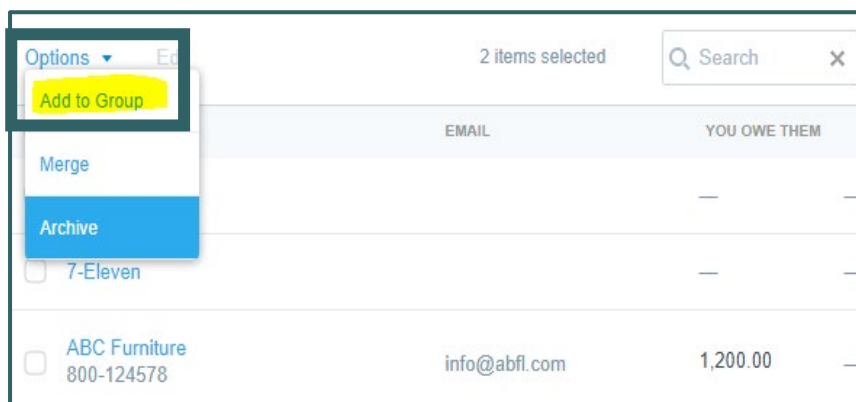 Options Ed 2 items selected Search
Add to Group
EMAIL YOU OWE THEM
Merge
—
—
Archive
7-Eleven — —
ABC Furniture
800-124578 info@abfl.com 1,200.00 —